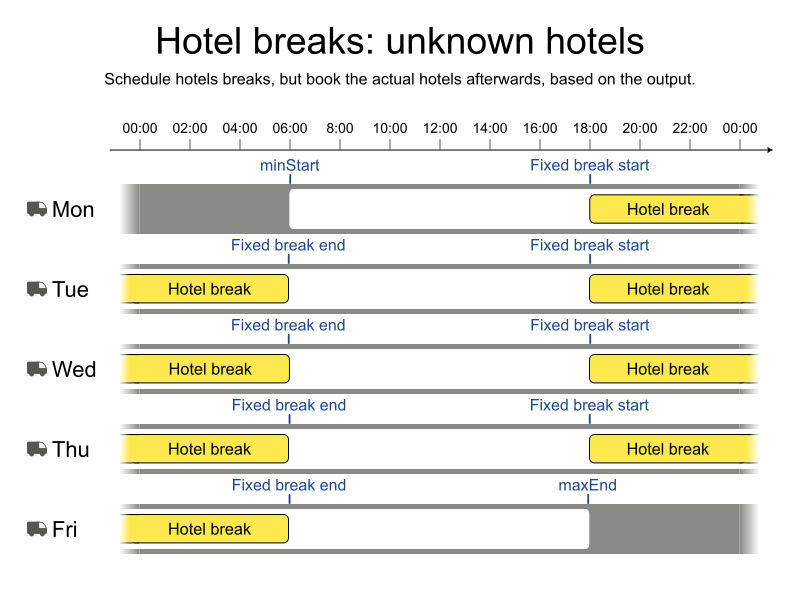 Hotel breaks: unknown hotels
Schedule hotels breaks, but book the actual hotels afterwards, based on the output.
00:00 02:00 04:00 06:00 8:00 10:00 12:00 14:00 16:00 18:00 20:00 22:00 00:00
minStart Fixed break start
Mon Hotel break
Fixed break end Fixed break start
Tue Hotel break Hotel break
Fixed break end Fixed break start
Wed Hotel break Hotel break
Fixed break end Fixed break start
Thu Hotel break Hotel break
Fixed break end maxEnd
Fri Hotel break